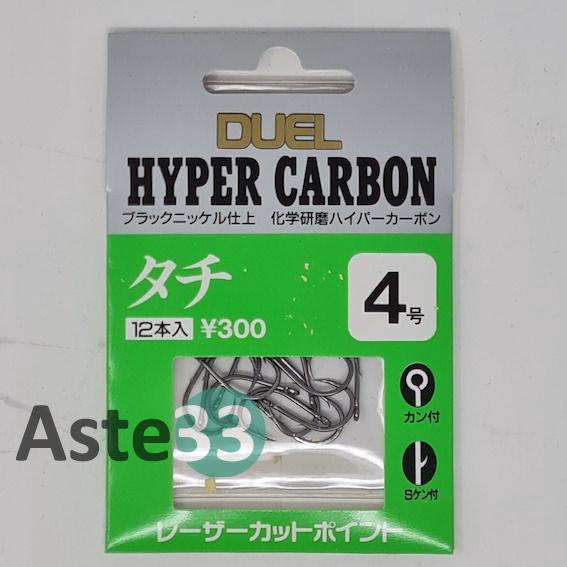 DUEL
HYPER CARBON
ブラックニッケル仕上 化学研磨ハイパーカーボン
タチ
4号
12本入 ¥300
カン付
Sケン付
Aste33
レーザーカットポイント